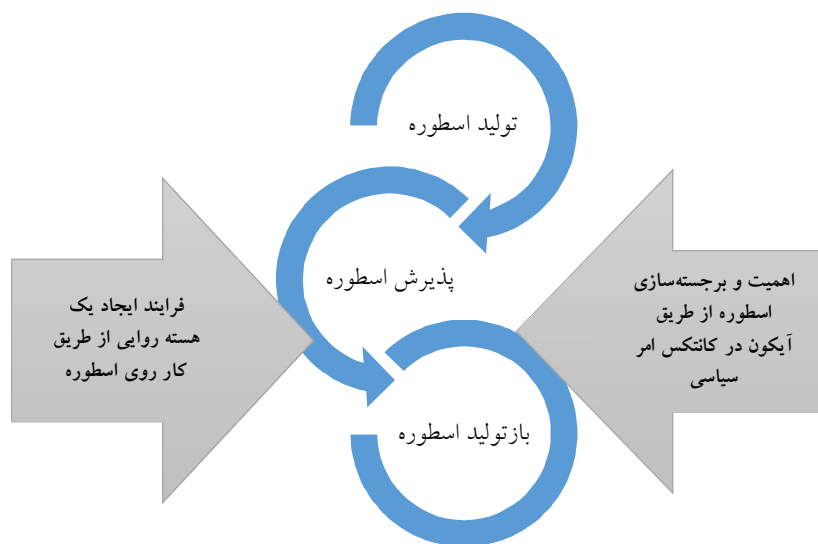 تولید اسطوره
پذیرش اسطوره
بازتولید اسطوره
اهمیت و برجسته‌سازی
اسطوره از طریق
آیکون در کانتکس امر
سیاسی
فرایند ایجاد یک
هسته روایی از طریق
کار روی اسطوره